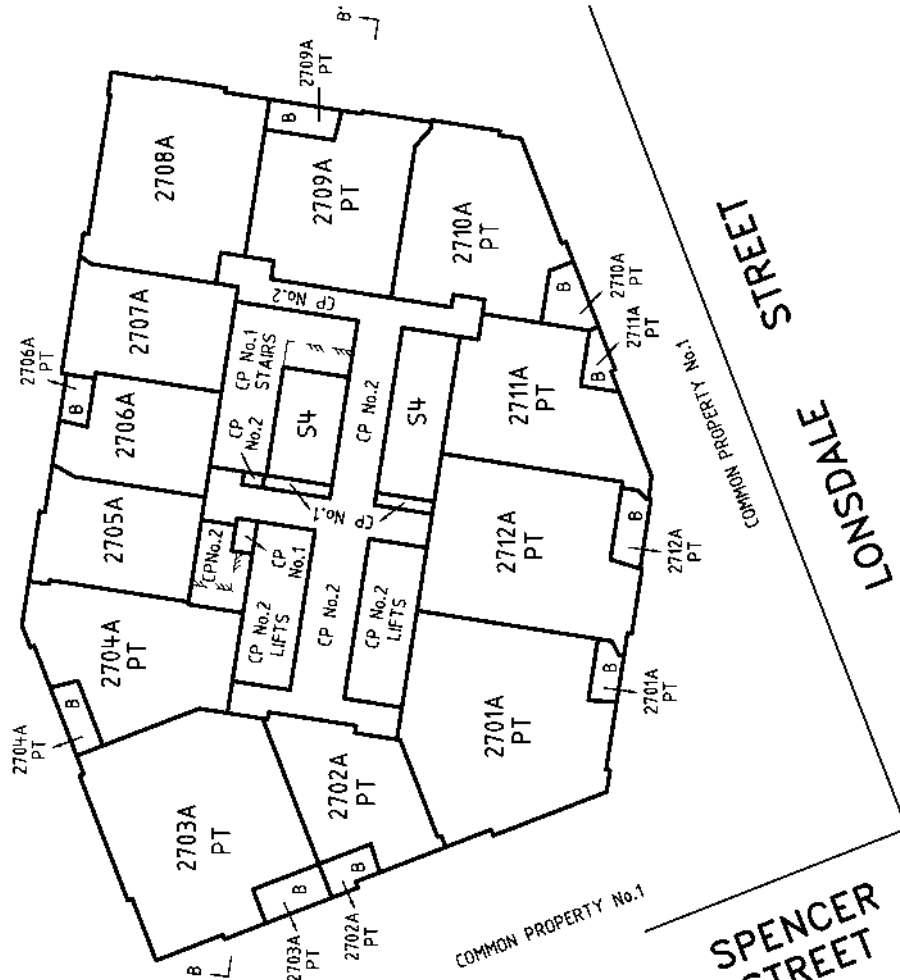 B'
2709A
PT
B
2708A
2709A
PT
2710A
PT
STREET
2707A
CP No.2
B
2710A
PT
2706A
PT
B
CP No.1
STAIRS
2711A
PT
B
2706A
CP
No.2
S4
CP No.2
S4
2711A
PT
COMMON PROPERTY No.1
LONSDALE
2705A
CP No.2
CP
No.1
CP No.1
2712A
PT
B
2712A
PT
2704A
PT
CP No.2
LIFTS
CP No.2
CP No.2
LIFTS
B
2704A
PT
2701A
PT
B
2701A
PT
2703A
PT
2702A
PT
B
B
2703A
PT
2702A
PT
B
COMMON PROPERTY No.1
SPENCER
STREET